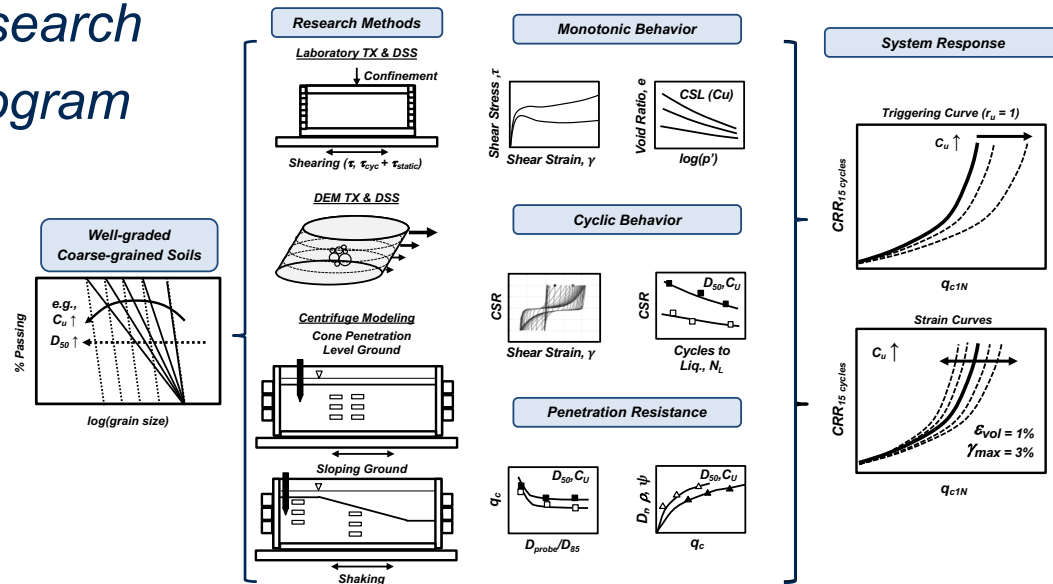 search
ogram
Well-graded
Coarse-grained Soils
% Passing
e.g.,
Cu ↑
D50 ↑
log(grain size)
Research Methods
Laboratory TX & DSS
Confinement
Shearing (τ, τcyc + τstatic)
DEM TX & DSS
Centrifuge Modeling
Cone Penetration
Level Ground
Sloping Ground
Shaking
Monotonic Behavior
Shear Stress ,τ
Shear Strain, γ
Void Ratio, e
CSL (Cu)
log(p')
Cyclic Behavior
CSR
Shear Strain, γ
CSR
D50,CU
Cycles to
Liq., NL
Penetration Resistance
qc
D50,CU
Dprobe/D85
D50,CU
qc
System Response
Triggering Curve (ru = 1)
Cu ↑
CRR15 cycles
qc1N
Strain Curves
Cu ↑
CRR15 cycles
εvol = 1%
γmax = 3%
qc1N